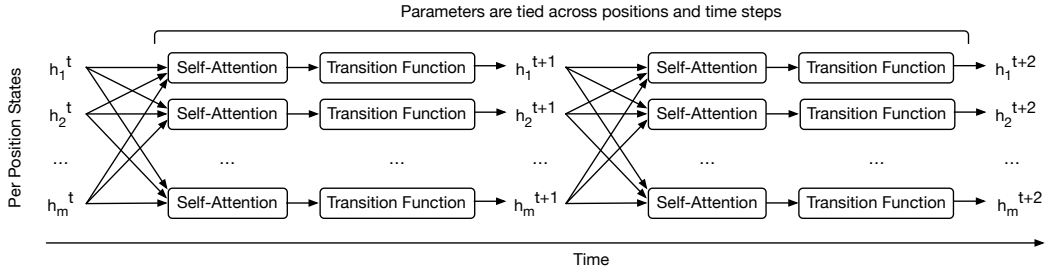 Parameters are tied across positions and time steps
Per Position States
h₁ᵗ Self-Attention Transition Function h₁ᵗ⁺¹ Self-Attention Transition Function h₁ᵗ⁺²
h₂ᵗ Self-Attention Transition Function h₂ᵗ⁺¹ Self-Attention Transition Function h₂ᵗ⁺²
... ... ... ... ... ... ...
hₘᵗ Self-Attention Transition Function hₘᵗ⁺¹ Self-Attention Transition Function hₘᵗ⁺²
Time